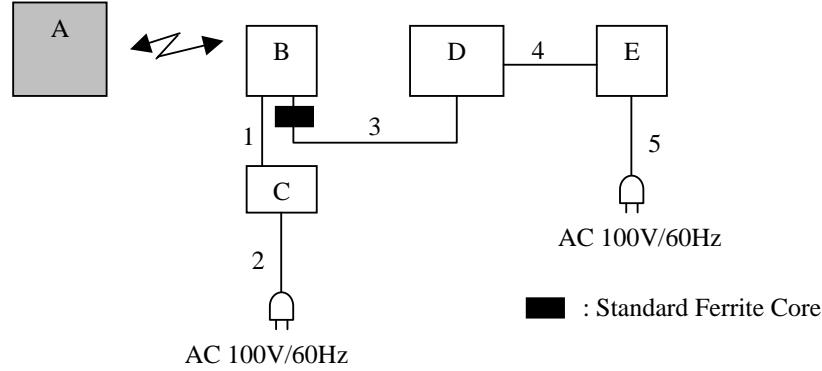 A
B
D
4
E
1
3
5
C
AC 100V/60Hz
2
: Standard Ferrite Core
AC 100V/60Hz